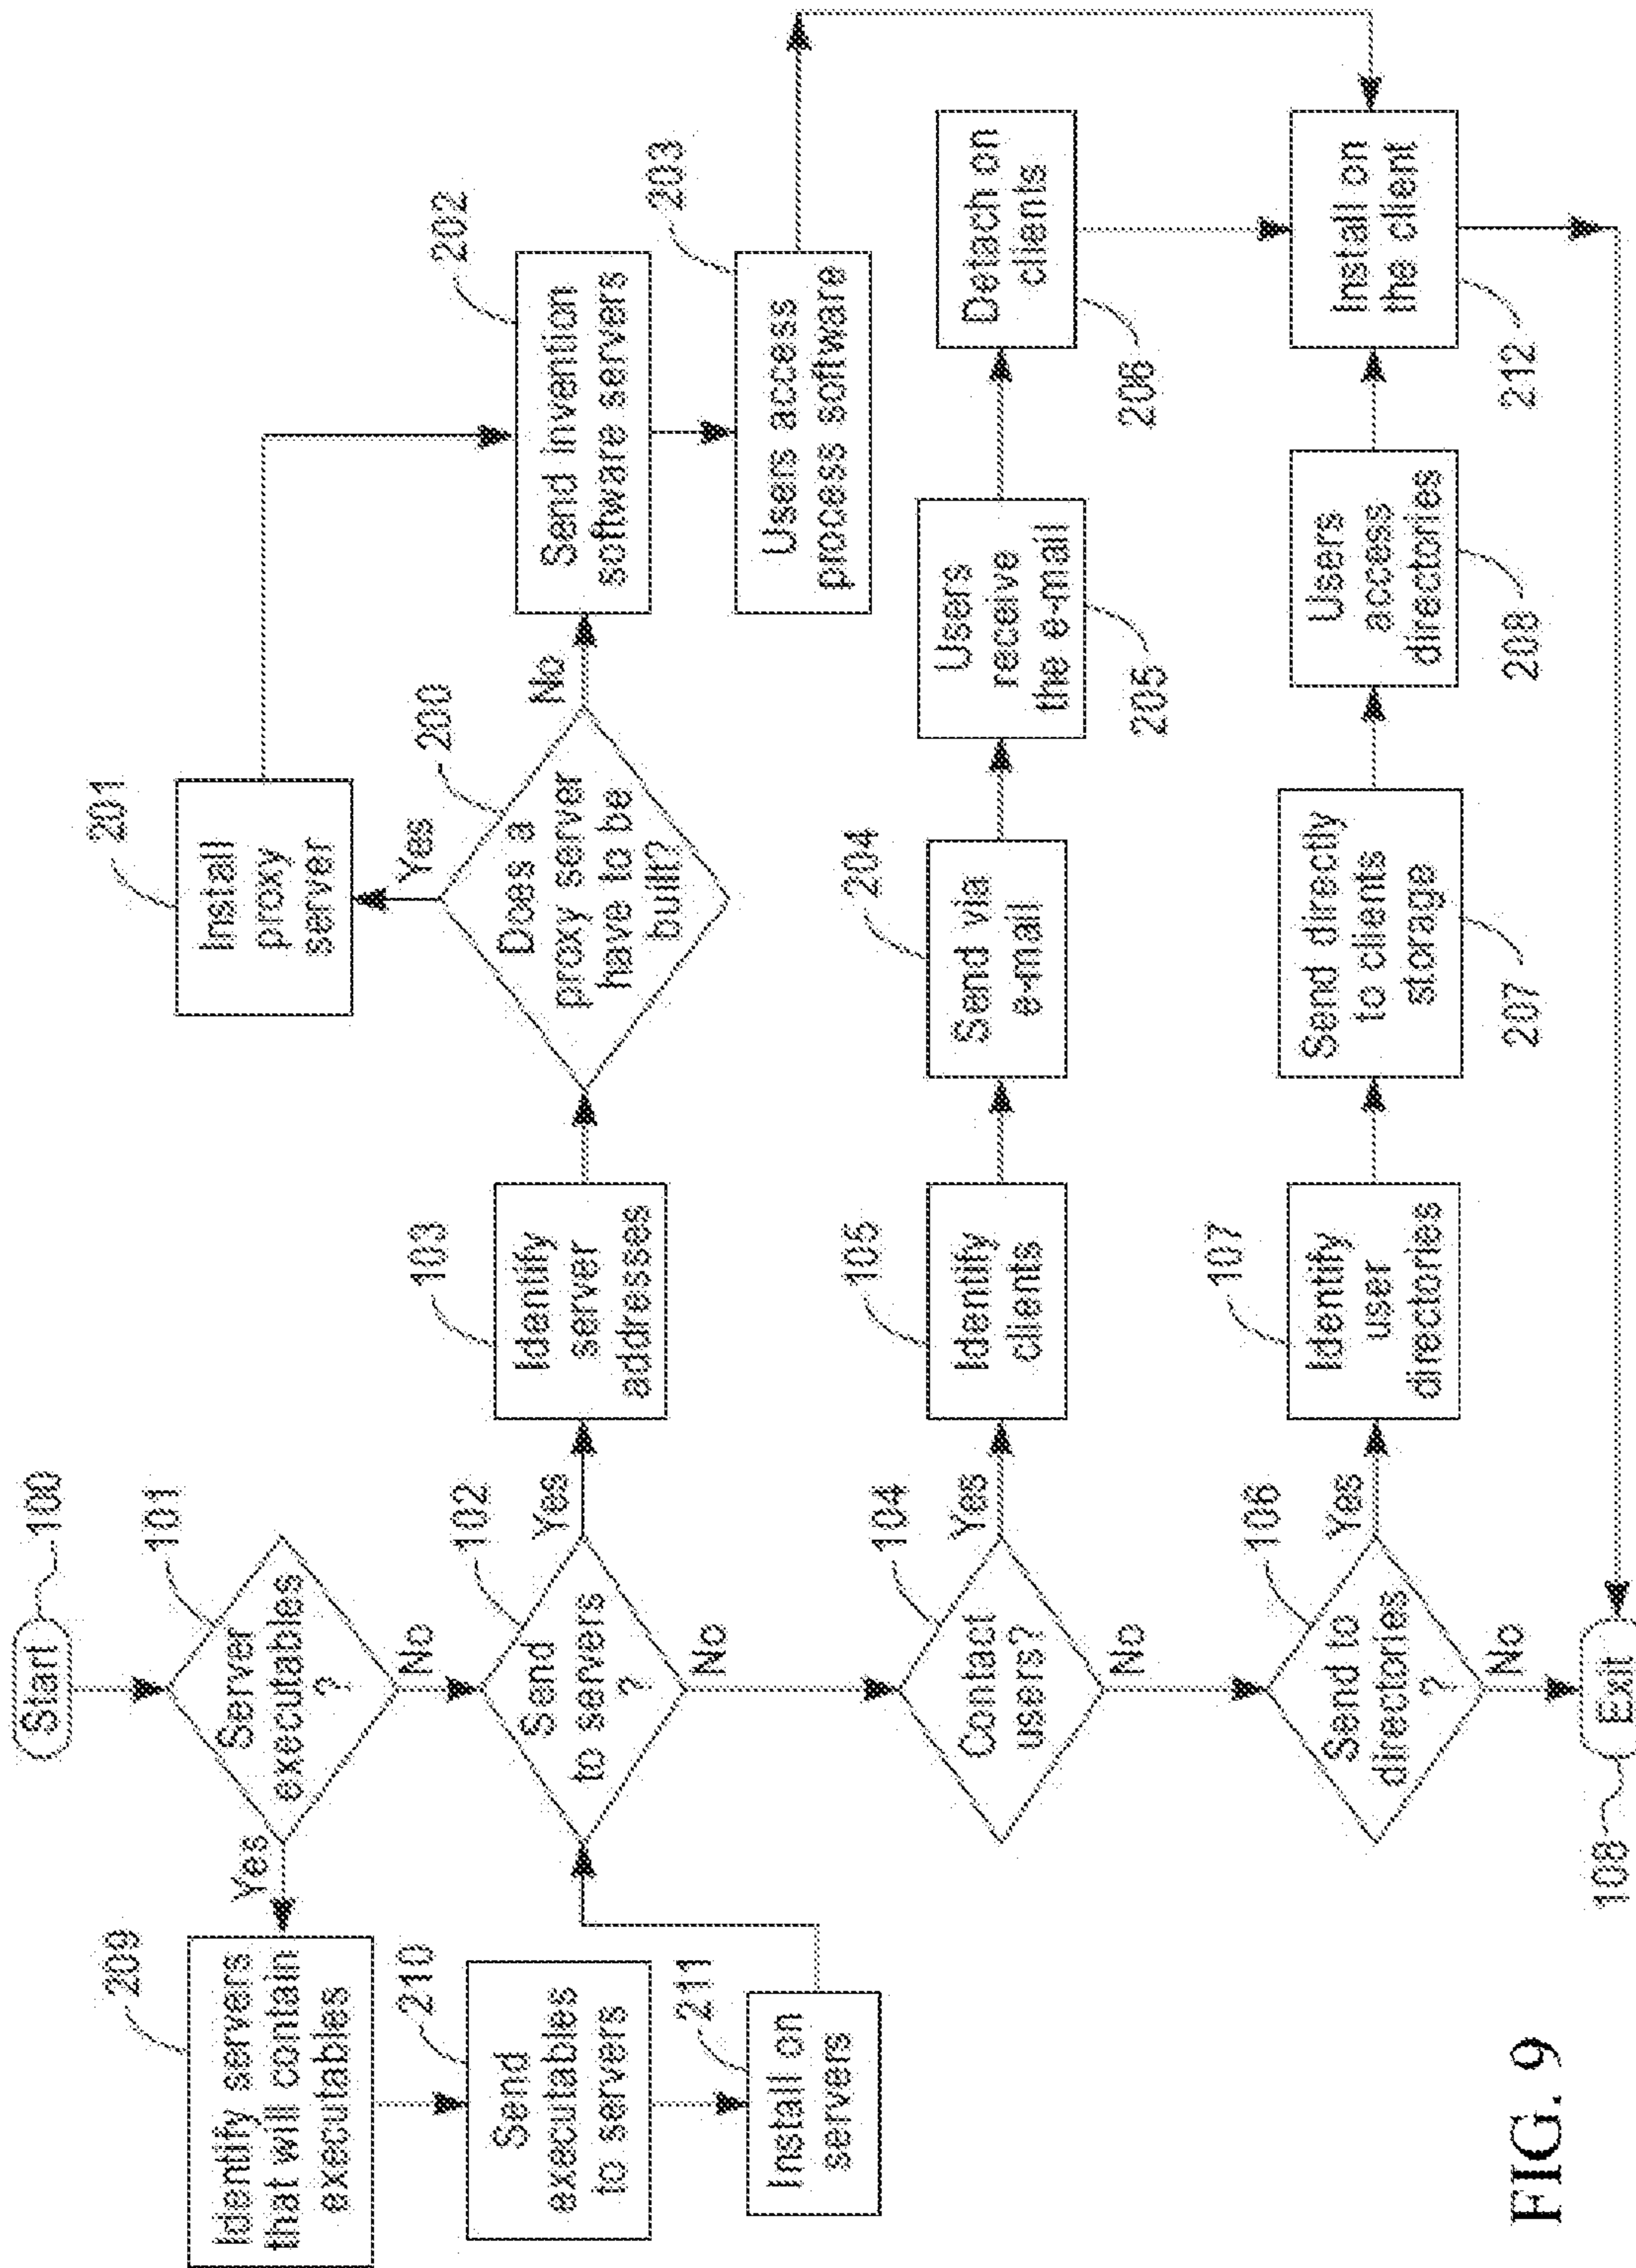 Start
100
101
Server
executables
?
Yes
No
209
Identify servers
that will contain
executables
210
Send
executables
to servers
211
Install on
servers
102
Send
to servers
?
Yes
No
103
Identify
server
addresses
200
Does a
proxy server
have to be
built?
Yes
No
201
Install
proxy
server
202
Send invention
software servers
203
Users access
process software
104
Contact
users?
Yes
No
105
Identify
clients
204
Send via
e-mail
Users
receive
the e-mail
205
Detach on
clients
206
106
Send to
directories
?
Yes
No
107
Identify
user
directories
Send directly
to clients
storage
207
Users
access
directories
208
Install on
the client
212
Exit
108
FIG. 9